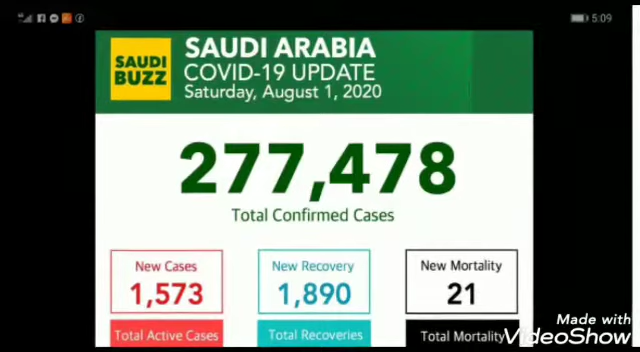 5:09
SAUDI
BUZZ
SAUDI ARABIA
COVID-19 UPDATE
Saturday, August 1, 2020
277,478
Total Confirmed Cases
New Cases
1,573
New Recovery
1,890
New Mortality
21
Total Active Cases
Total Recoveries
Total Mortality
Made with
VideoShow